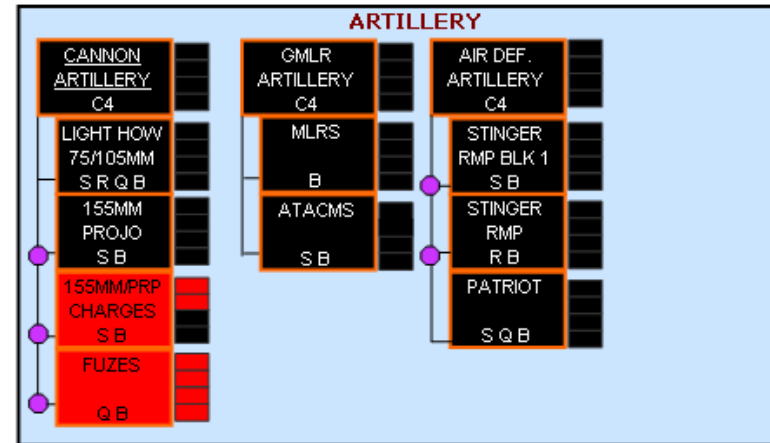 ARTILLERY
CANNON
ARTILLERY
C4
LIGHT HOW
75/105MM
S R Q B
155MM
PROJO
S B
155MM/PRP
CHARGES
S B
FUZES
Q B
GMLR
ARTILLERY
C4
MLRS
B
ATACMS
S B
AIR DEF.
ARTILLERY
C4
STINGER
RMP BLK 1
S B
STINGER
RMP
R B
PATRIOT
S Q B